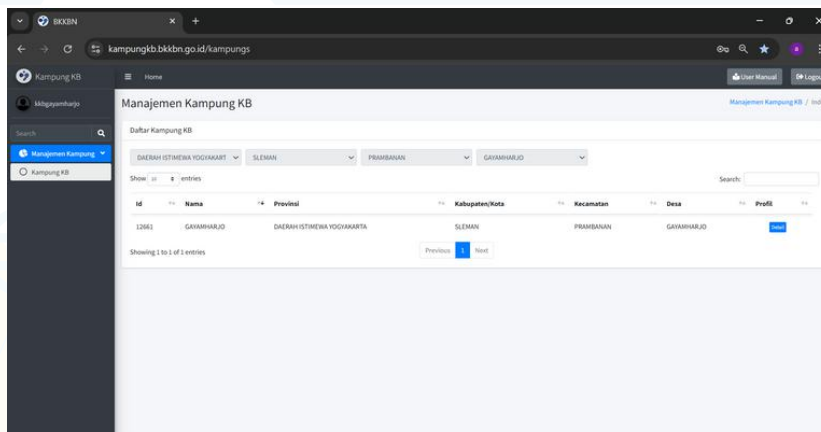 BKKBN
kampungkb.bkkbn.go.id/kampungs
Kampung KB
Home
User Manual
Logou
kkbgayamharjo
Manajemen Kampung KB
Manajemen Kampung KB / Ind
Search
Daftar Kampung KB
Manajemen Kampung
DAERAH ISTIMEWA YOGYAKART
SLEMAN
PRAMBANAN
GAYAMHARJO
Kampung KB
Show 10 entries
Search:
Id Nama Provinsi Kabupaten/Kota Kecamatan Desa Profil
12661 GAYAMHARJO DAERAH ISTIMEWA YOGYAKARTA SLEMAN PRAMBANAN GAYAMHARJO Detail
Showing 1 to 1 of 1 entries
Previous 1 Next